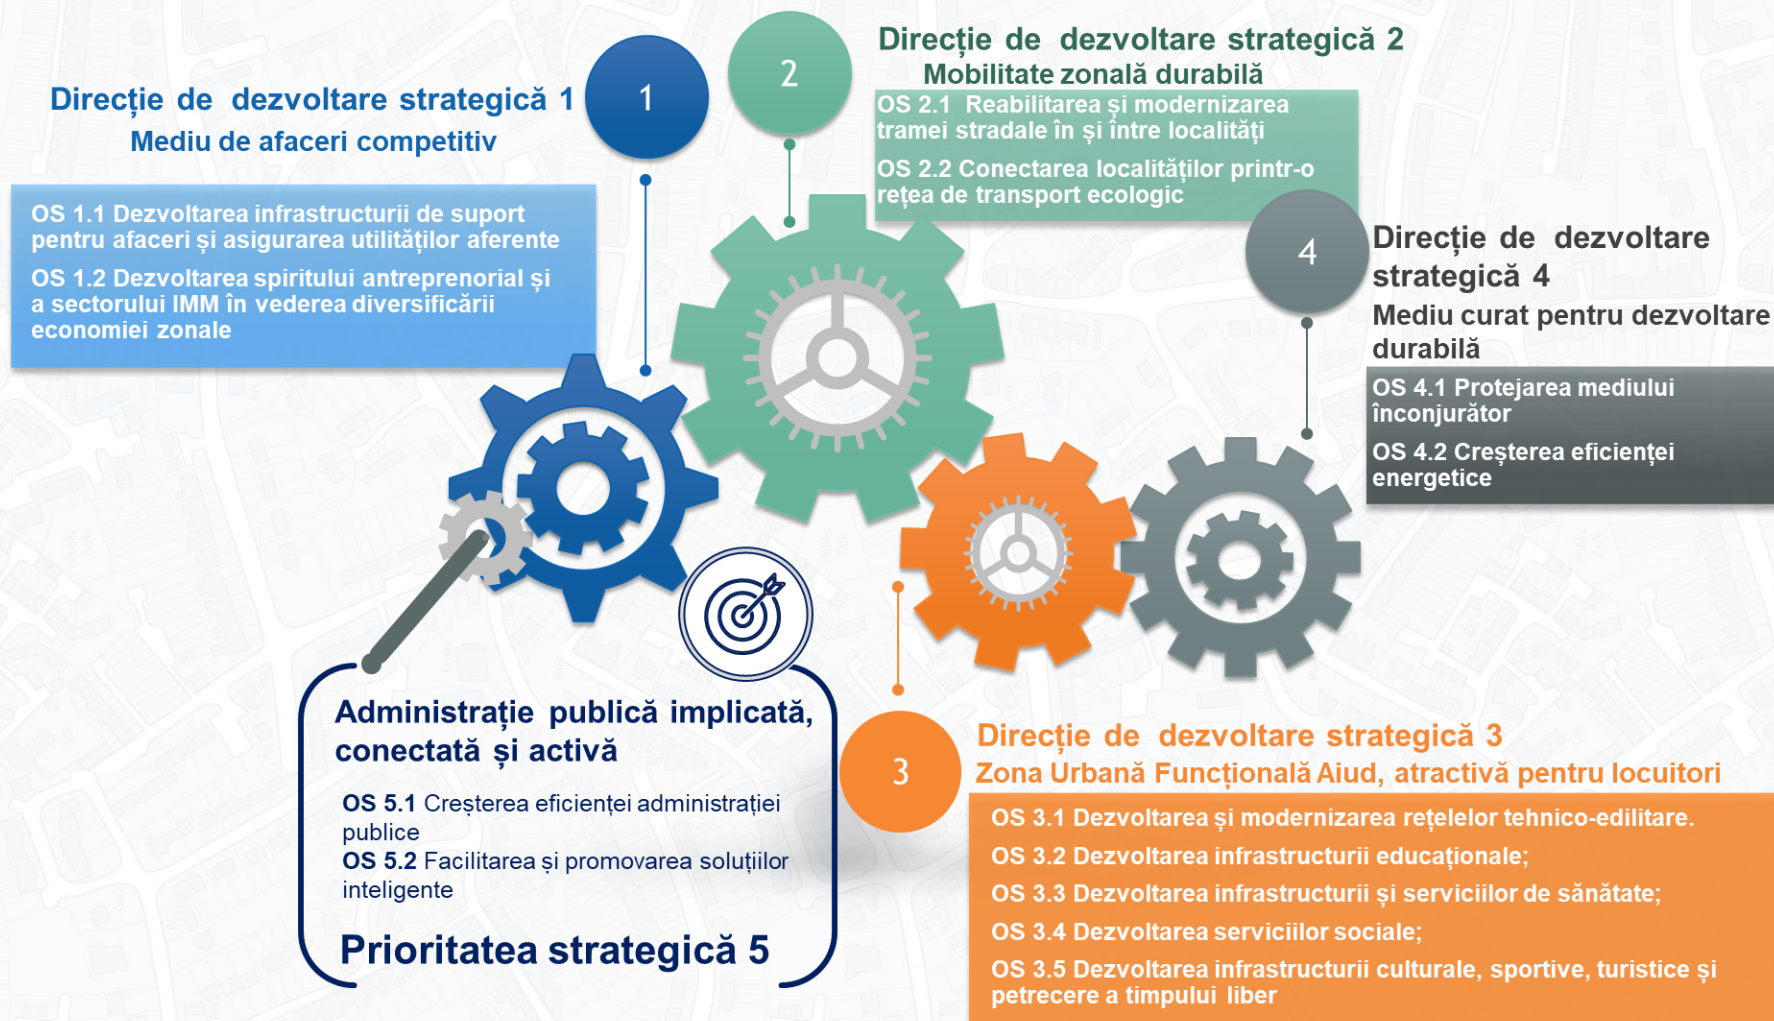 Direcție de dezvoltare strategică 1
Mediu de afaceri competitiv
1
OS 1.1 Dezvoltarea infrastructurii de suport
pentru afaceri și asigurarea utilităților aferente
OS 1.2 Dezvoltarea spiritului antreprenorial și
a sectorului IMM în vederea diversificării
economiei zonale
2
Direcție de dezvoltare strategică 2
Mobilitate zonală durabilă
OS 2.1 Reabilitarea și modernizarea
tramei stradale în și între localități
OS 2.2 Conectarea localităților printr-o
rețea de transport ecologic
4
Direcție de dezvoltare
strategică 4
Mediu curat pentru dezvoltare
durabilă
OS 4.1 Protejarea mediului
înconjurător
OS 4.2 Creșterea eficienței
energetice
3
Direcție de dezvoltare strategică 3
Zona Urbană Funcțională Aiud, atractivă pentru locuitori
OS 3.1 Dezvoltarea și modernizarea rețelelor tehnico-edilitare.
OS 3.2 Dezvoltarea infrastructurii educaționale;
OS 3.3 Dezvoltarea infrastructurii și serviciilor de sănătate;
OS 3.4 Dezvoltarea serviciilor sociale;
OS 3.5 Dezvoltarea infrastructurii culturale, sportive, turistice și
petrecere a timpului liber
Administrație publică implicată,
conectată și activă
OS 5.1 Creșterea eficienței administrației
publice
OS 5.2 Facilitarea și promovarea soluțiilor
inteligente
Prioritatea strategică 5